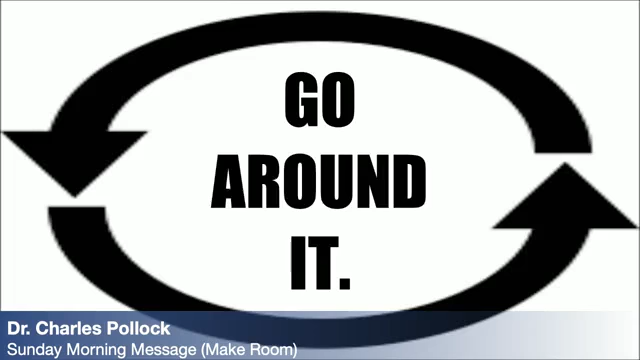 GO
AROUND
IT.
Dr. Charles Pollock
Sunday Morning Message (Make Room)